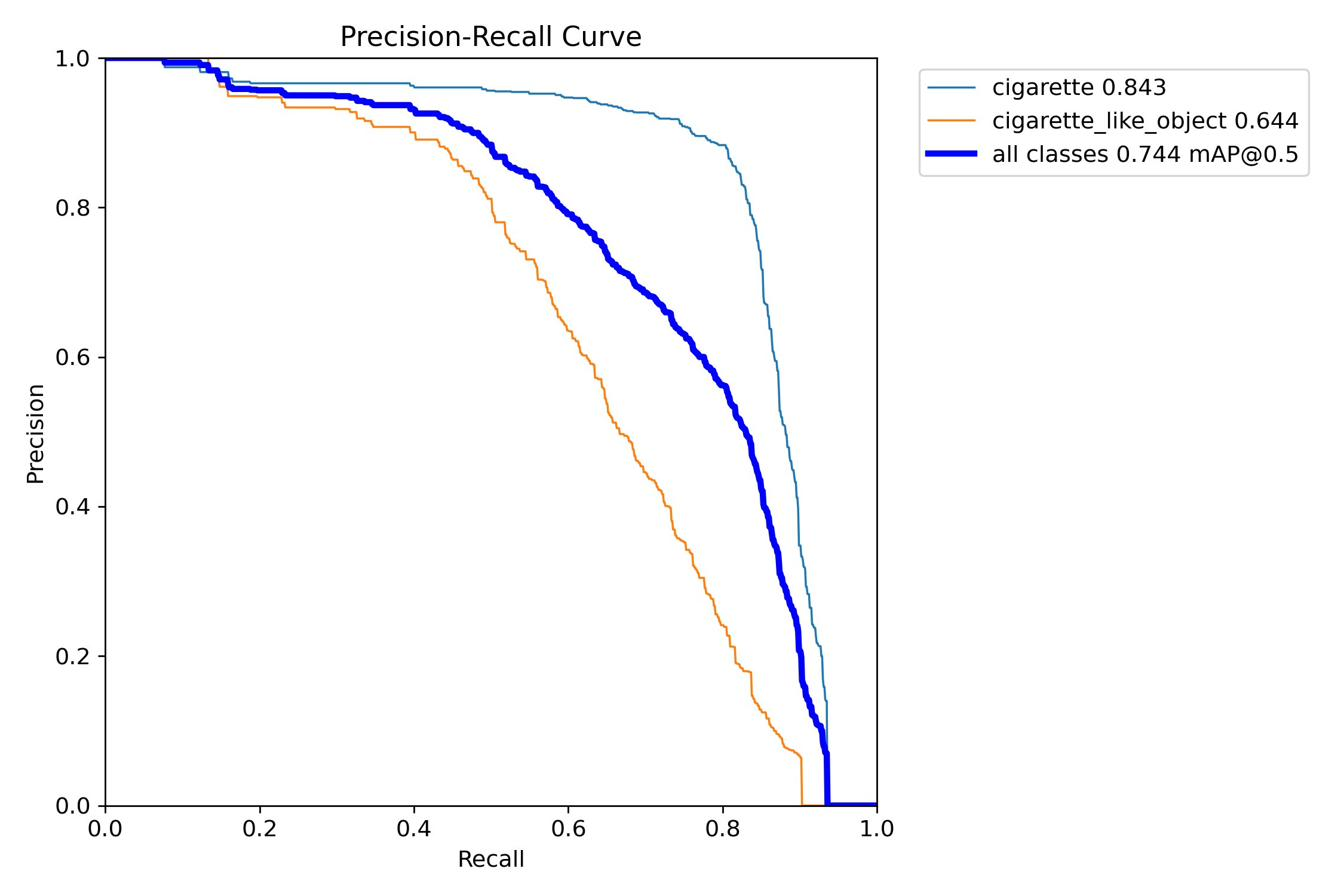 Precision-Recall Curve
cigarette 0.843
cigarette_like_object 0.644
all classes 0.744 mAP@0.5
1.0
0.8
0.6
0.4
0.2
0.0
Precision
0.0 0.2 0.4 0.6 0.8 1.0
Recall